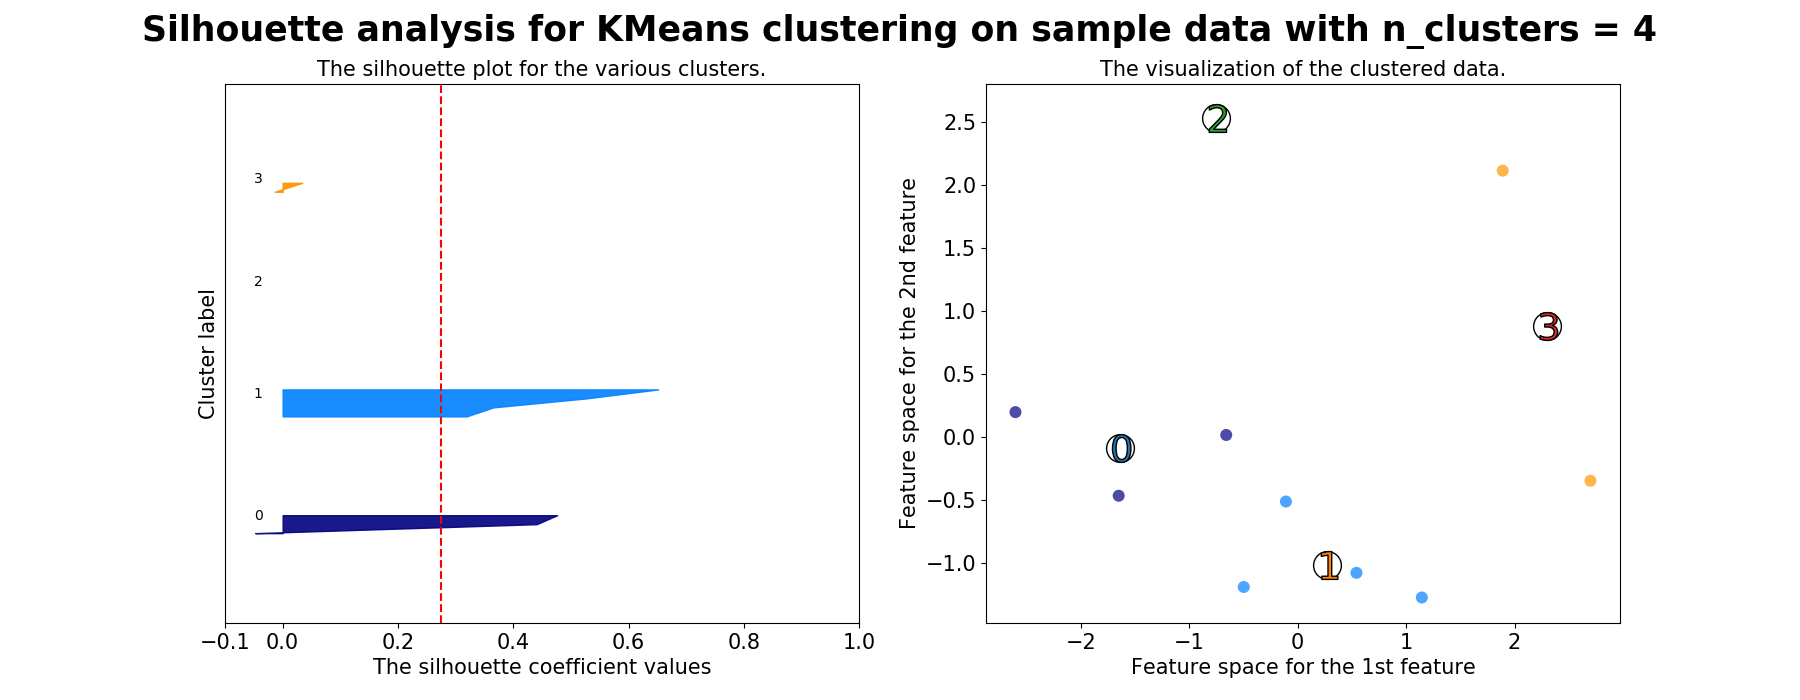 Silhouette analysis for KMeans clustering on sample data with n_clusters = 4
The silhouette plot for the various clusters.
3
2
1
0
Cluster label
−0.1 0.0 0.2 0.4 0.6 0.8 1.0
The silhouette coefficient values
The visualization of the clustered data.
2.5
2.0
1.5
1.0
0.5
0.0
−0.5
−1.0
Feature space for the 2nd feature
2
3
0
1
−2 −1 0 1 2
Feature space for the 1st feature